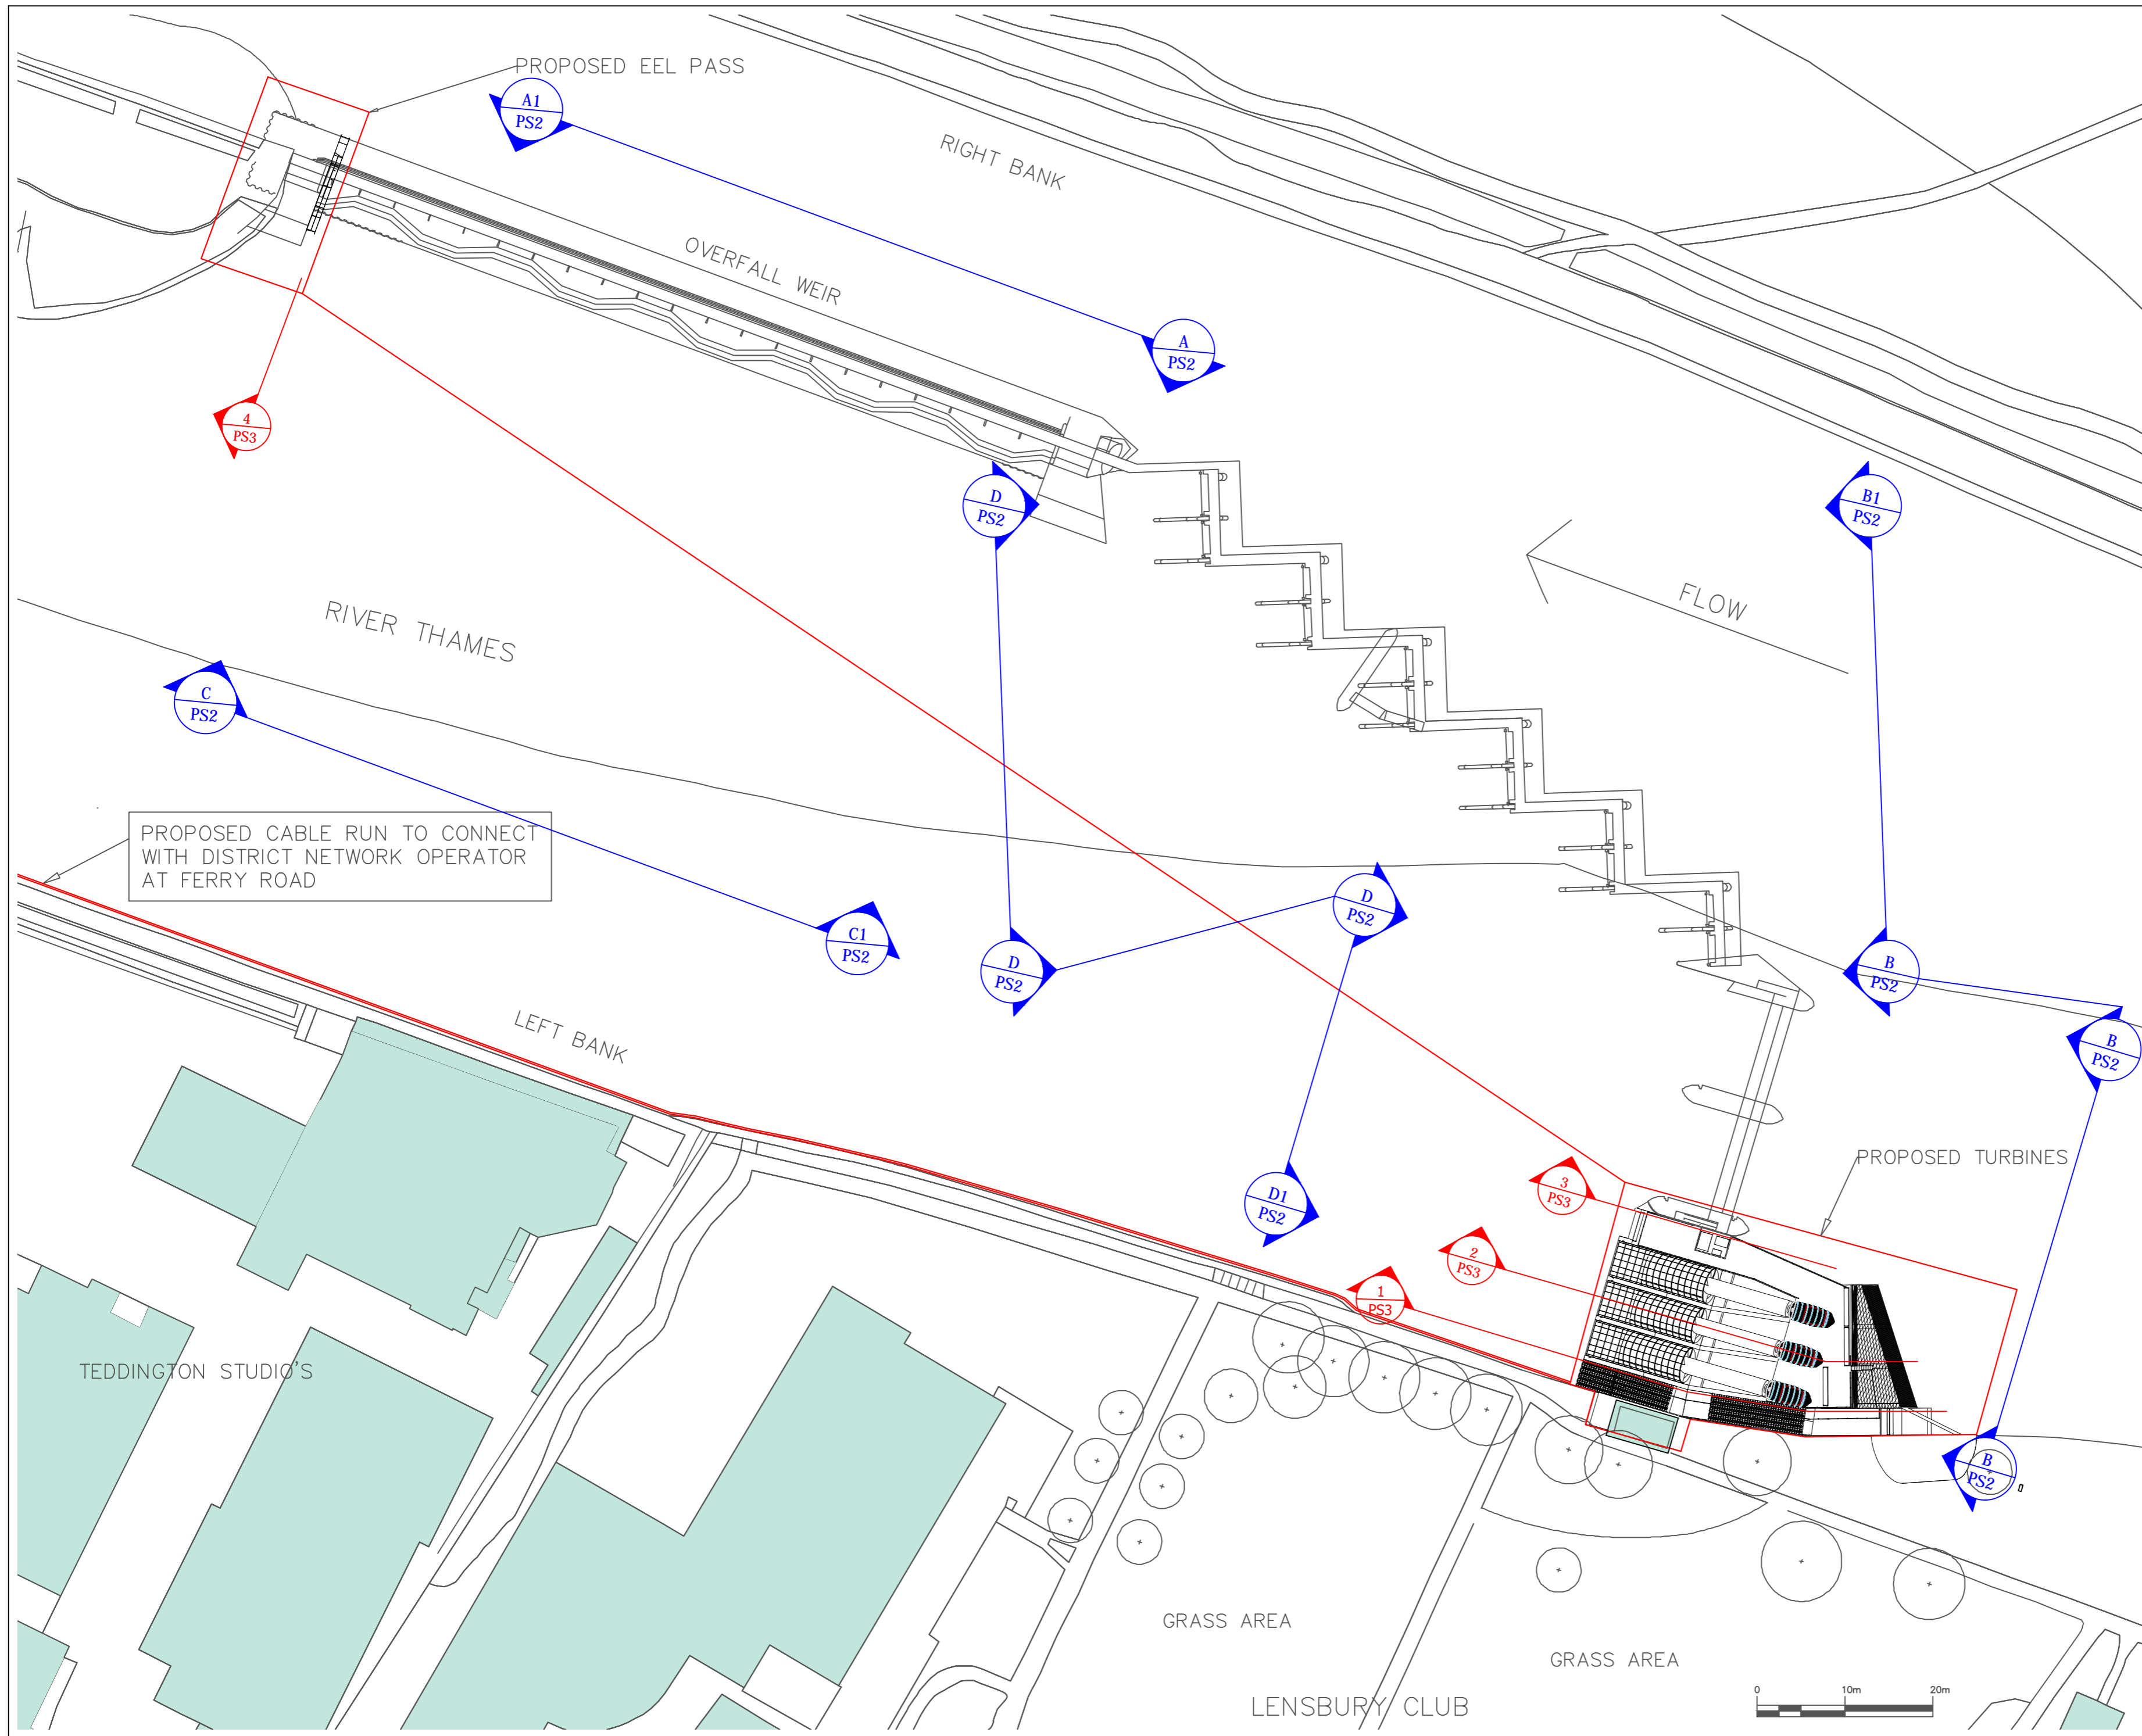 PROPOSED EEL PASS
A1
PS2
RIGHT BANK
OVERFALL WEIR
A
PS2
4
PS3
D
PS2
B1
PS2
FLOW
RIVER THAMES
C
PS2
PROPOSED CABLE RUN TO CONNECT
WITH DISTRICT NETWORK OPERATOR
AT FERRY ROAD
D
PS2
C1
PS2
D
PS2
B
PS2
LEFT BANK
B
PS2
PROPOSED TURBINES
3
PS3
D1
PS2
2
PS3
1
PS3
TEDDINGTON STUDIO'S
B
PS2
GRASS AREA
GRASS AREA
LENSBURY CLUB
0 10m 20m